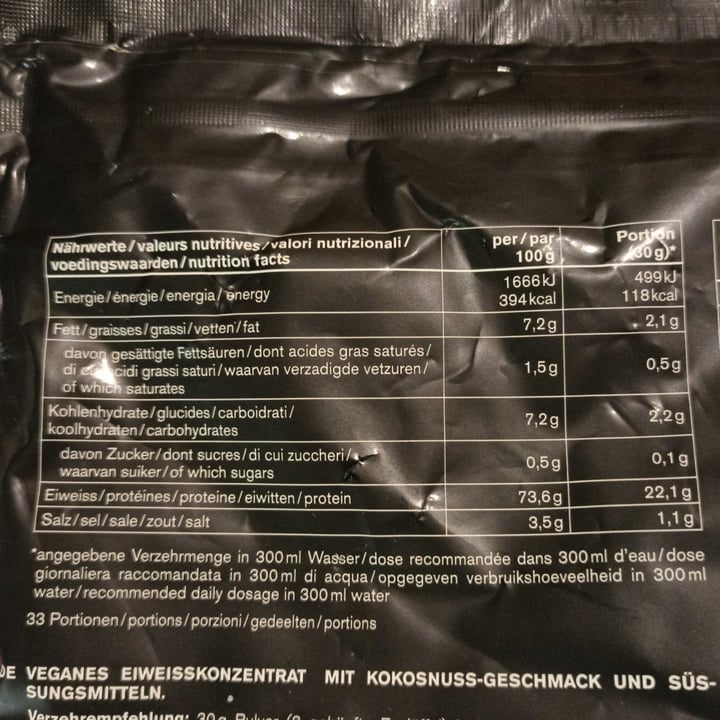 Nährwerte/valeurs nutritives/valori nutrizionali/
voedingswaarden/nutrition facts
per/par
100g
Portion
(30g)*
Energie/énergie/energia/energy
1666kJ
394kcal
499kJ
118kcal
Fett/graisses/grassi/vetten/fat
7,2g
2,1g
davon gesättigte Fettsäuren/dont acides gras saturés/
di cui acidi grassi saturi/waarvan verzadigde vetzuren/
of which saturates
1,5g
0,5g
Kohlenhydrate/glucides/carboidrati/
koolhydraten/carbohydrates
7,2g
2,2g
davon Zucker/dont sucres/di cui zuccheri/
waarvan suiker/of which sugars
0,5g
0,1g
Eiweiss/protéines/proteine/eiwitten/protein
73,6g
22,1g
Salz/sel/sale/zout/salt
3,5g
1,1g
*angegebene Verzehrmenge in 300ml Wasser/dose recommandée dans 300ml d'eau/dose
giornaliera raccomandata in 300ml di acqua/opgegeven verbruikshoeveelheid in 300ml
water/recommended daily dosage in 300ml water
33 Portionen/portions/porzioni/gedeelten/portions
DE VEGANES EIWEISSKONZENTRAT MIT KOKOSNUSS-GESCHMACK UND SÜS-
SUNGSMITTELN.
Verzehrempfehlung: 30g Pulver